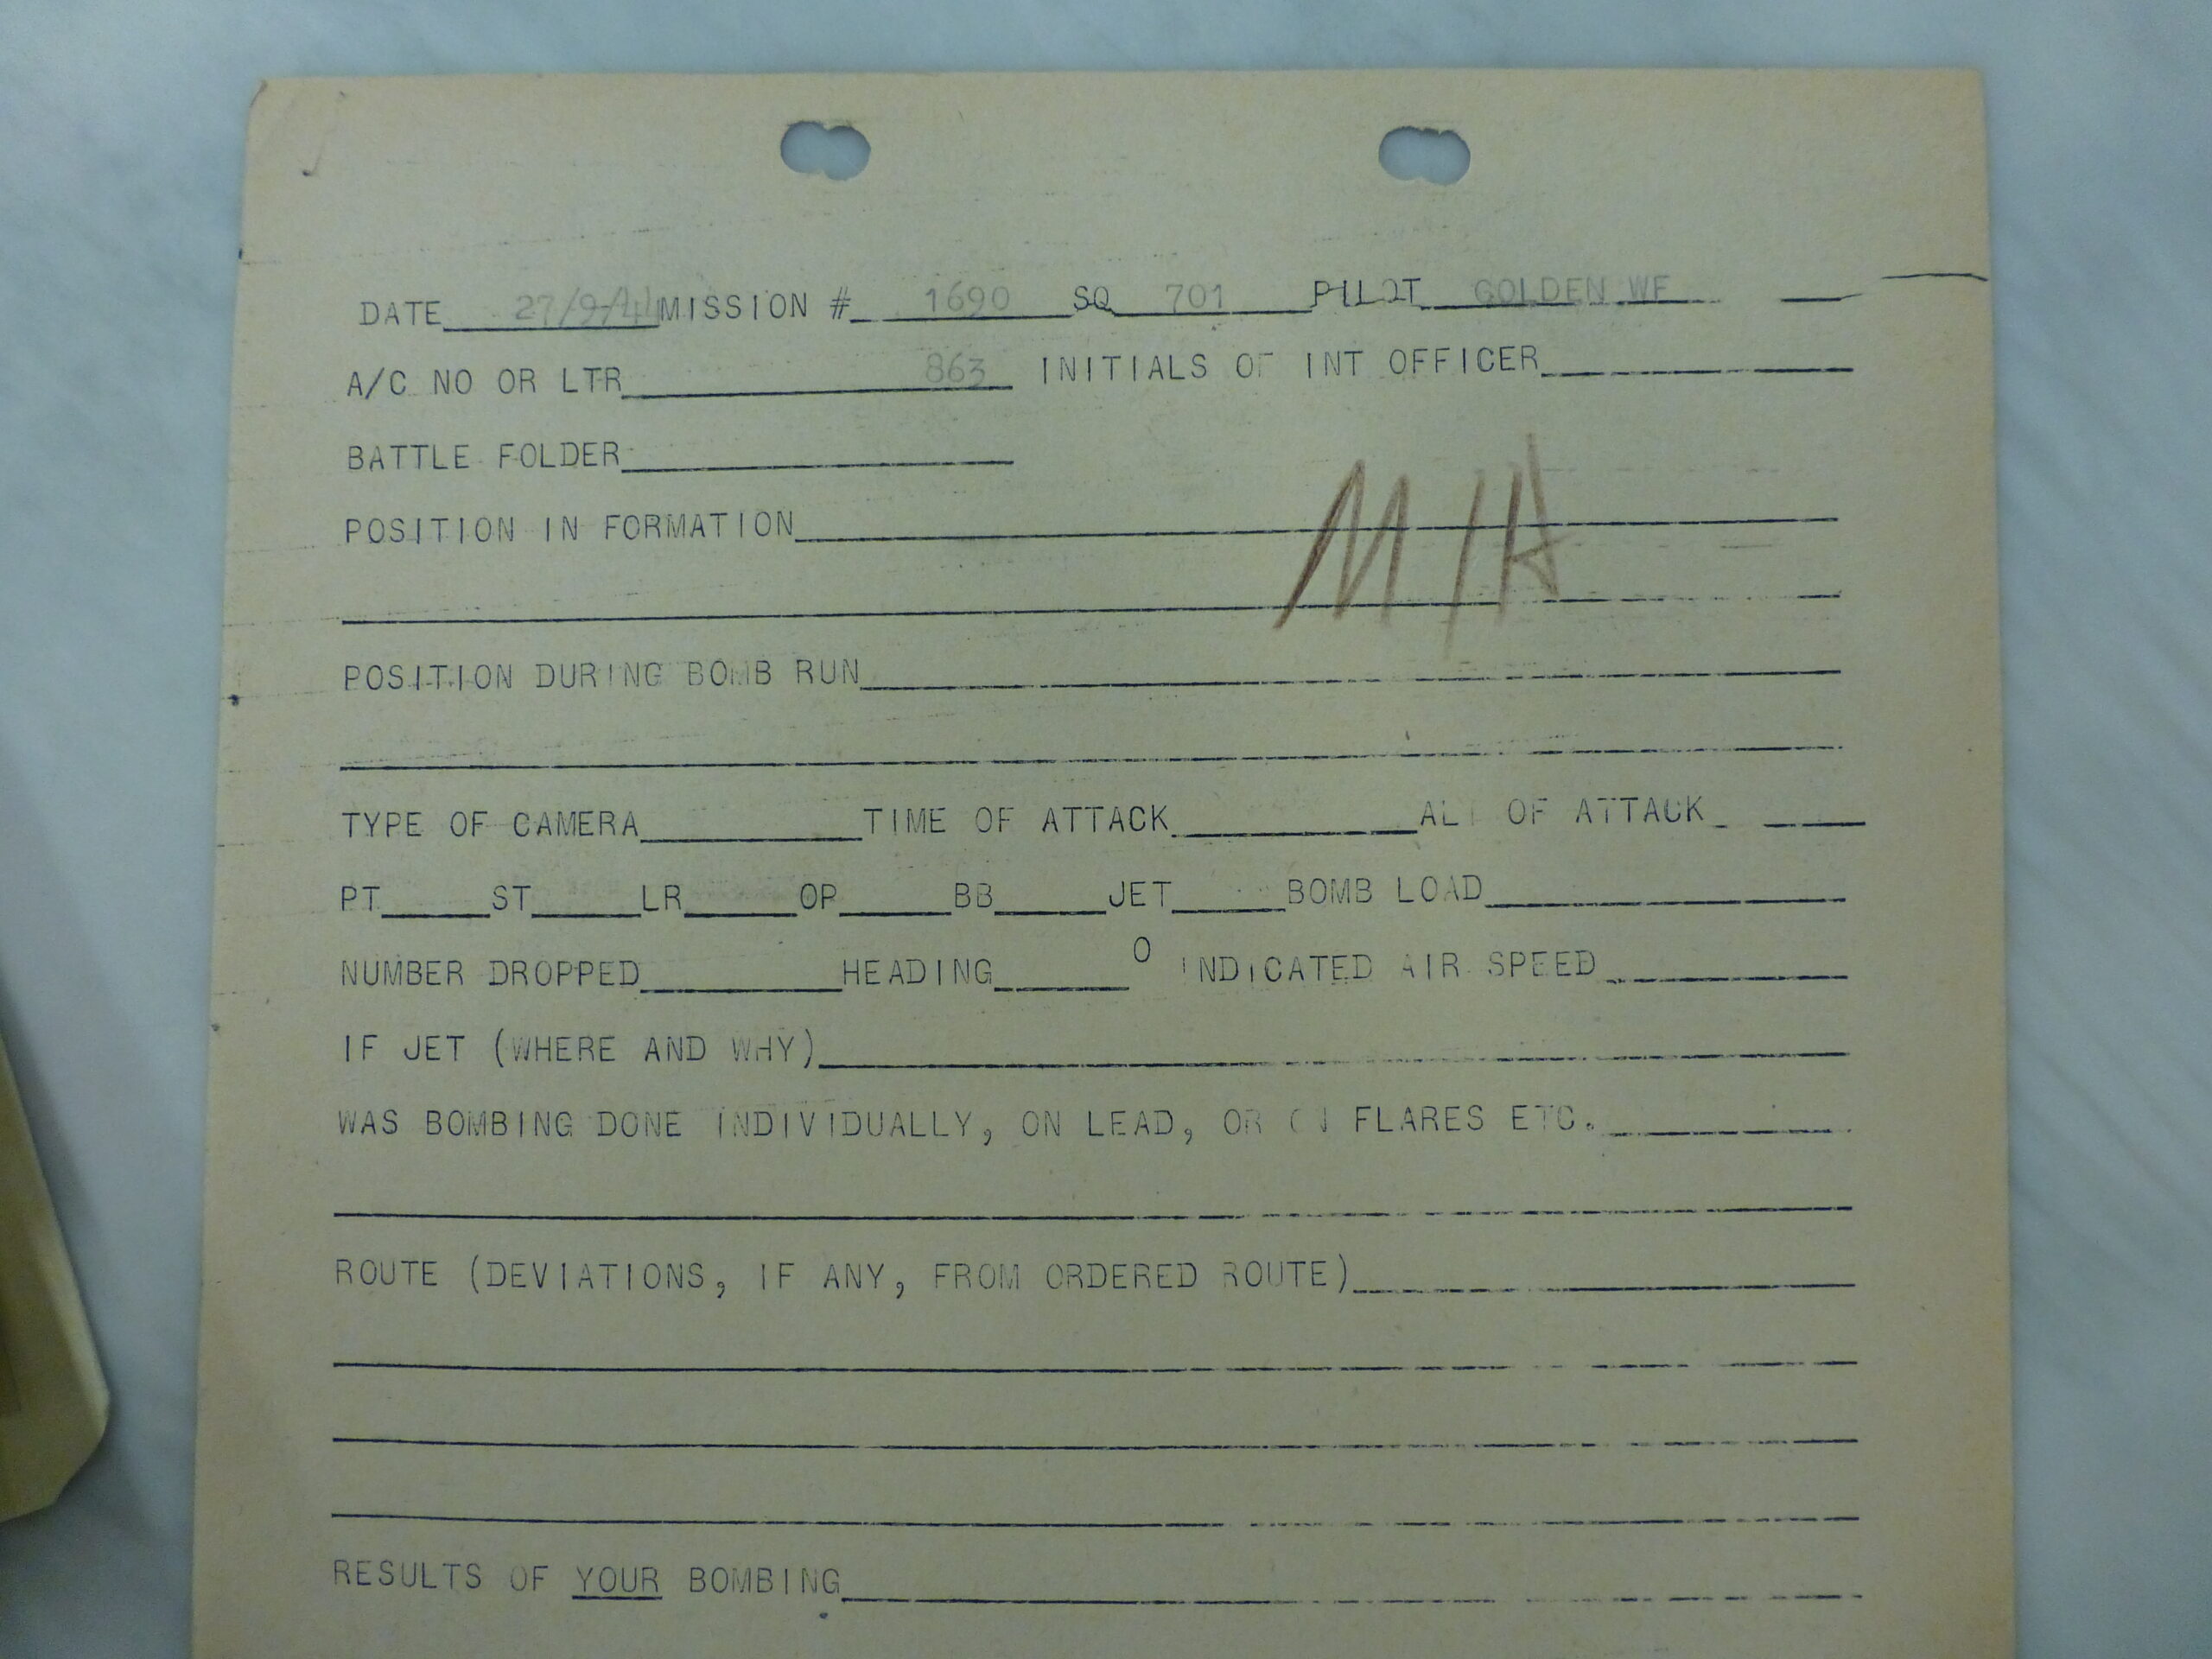 DATE 27/9/44 MISSION # 1690 SQ 701 PILOT GOLDEN WF
A/C NO OR LTR 863 INITIALS OF INT OFFICER
BATTLE FOLDER
MIA
POSITION IN FORMATION
POSITION DURING BOMB RUN
TYPE OF CAMERA TIME OF ATTACK ALT OF ATTACK
PT ST LR OP BB JET BOMB LOAD
NUMBER DROPPED HEADING O INDICATED AIR SPEED
IF JET (WHERE AND WHY)
WAS BOMBING DONE INDIVIDUALLY, ON LEAD, OR ON FLARES ETC.
ROUTE (DEVIATIONS, IF ANY, FROM ORDERED ROUTE)
RESULTS OF YOUR BOMBING